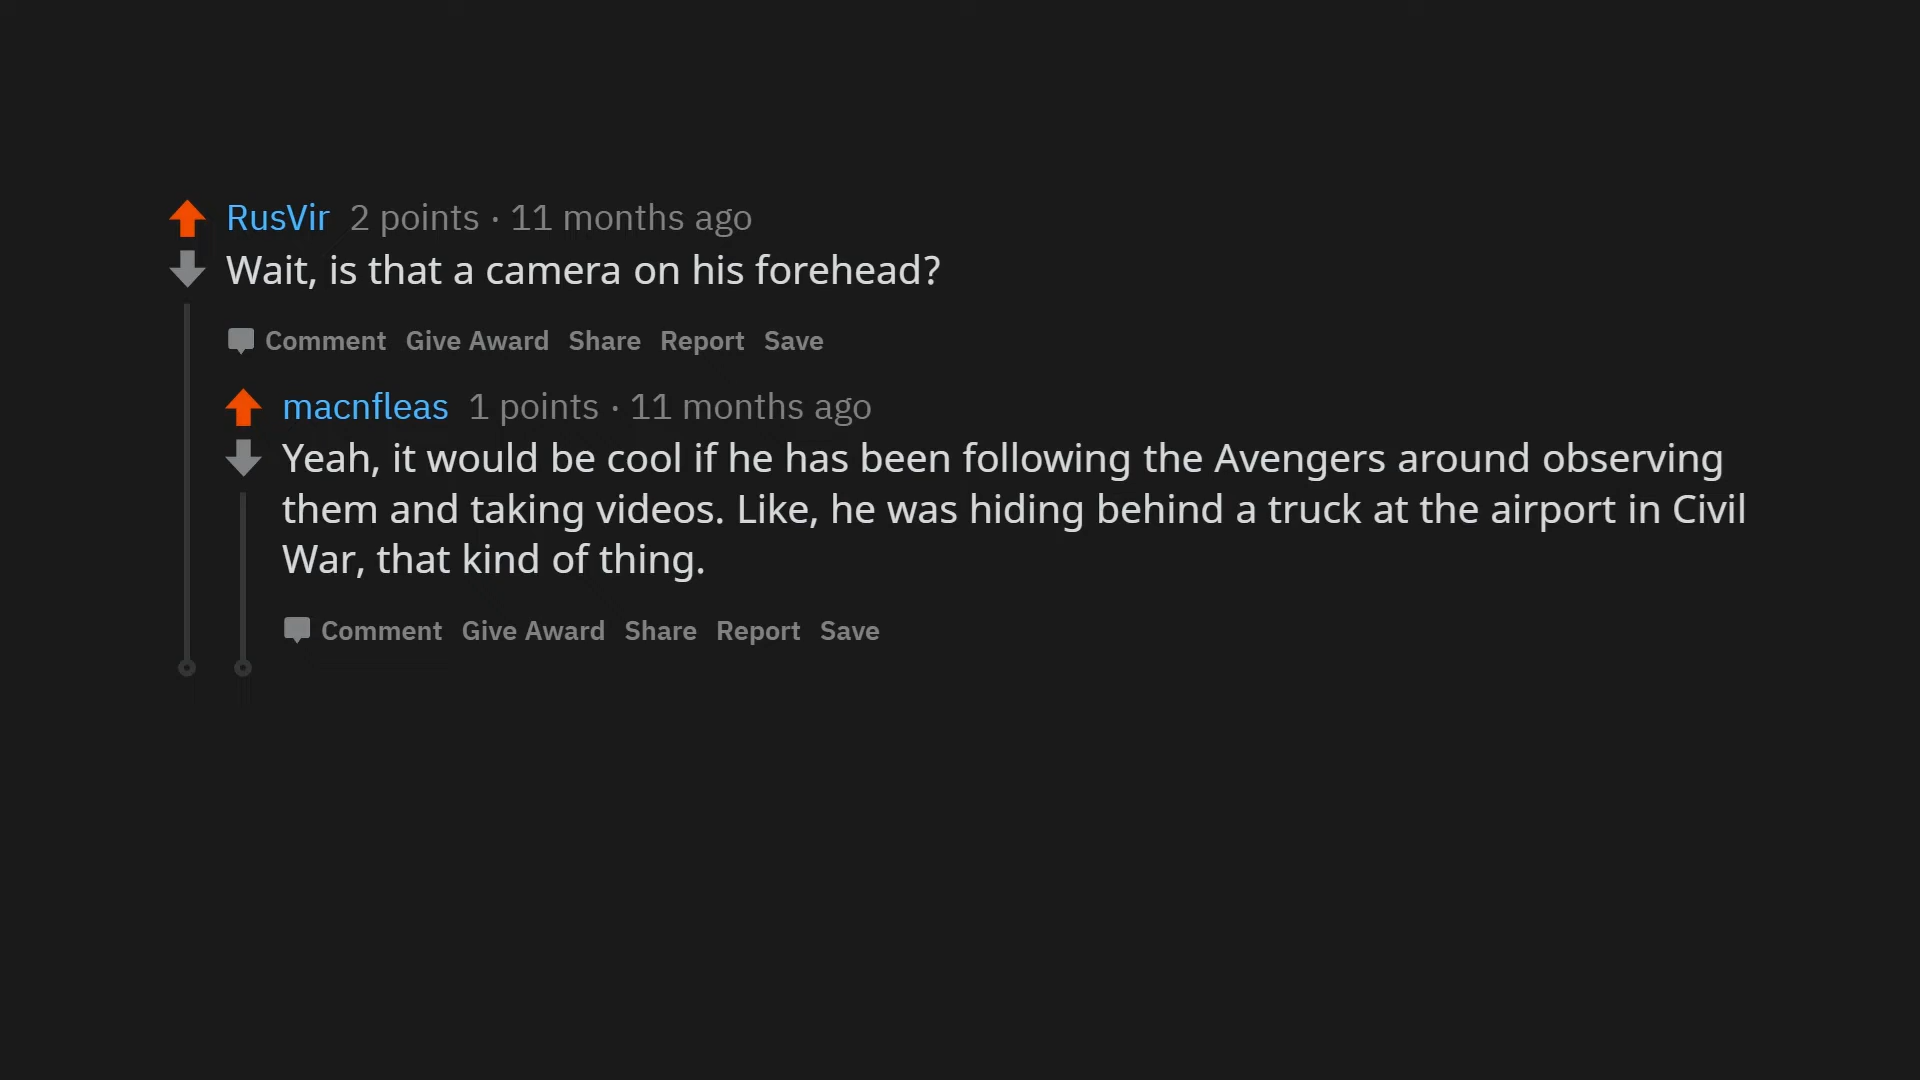 RusVir 2 points · 11 months ago
Wait, is that a camera on his forehead?
Comment Give Award Share Report Save
macnfleas 1 points · 11 months ago
Yeah, it would be cool if he has been following the Avengers around observing
them and taking videos. Like, he was hiding behind a truck at the airport in Civil
War, that kind of thing.
Comment Give Award Share Report Save